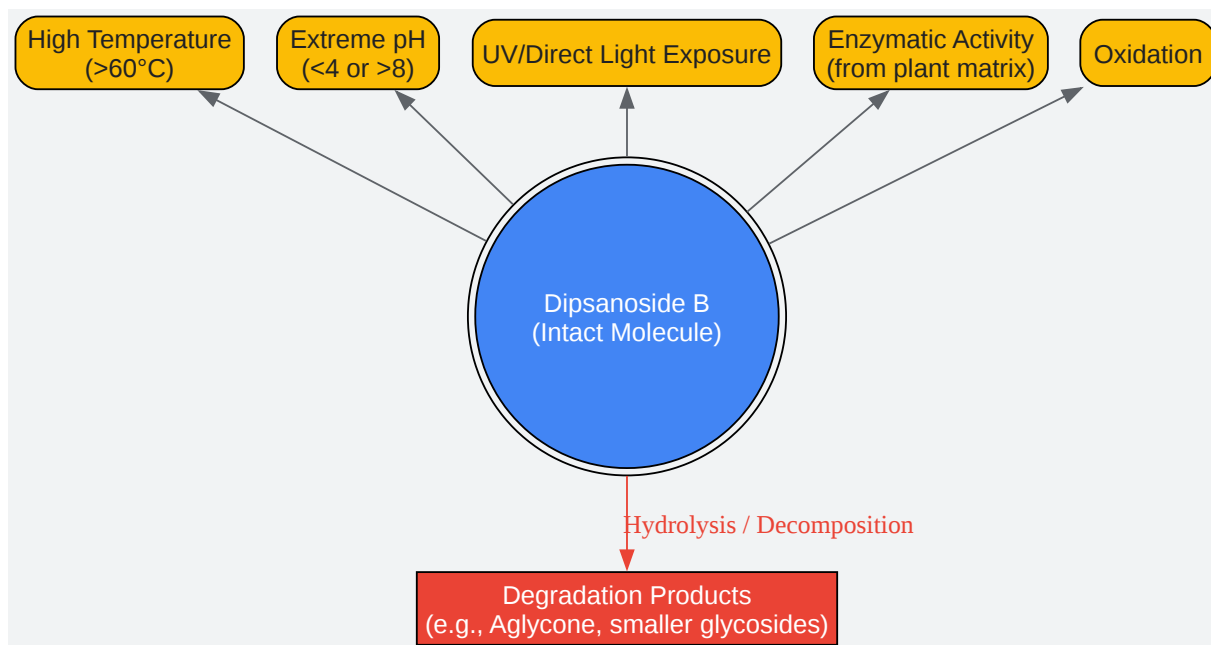 High Temperature
(>60°C)
Extreme pH
(<4 or >8)
UV/Direct Light Exposure
Enzymatic Activity
(from plant matrix)
Oxidation
Dipsanoside B
(Intact Molecule)
Hydrolysis / Decomposition
Degradation Products
(e.g., Aglycone, smaller glycosides)